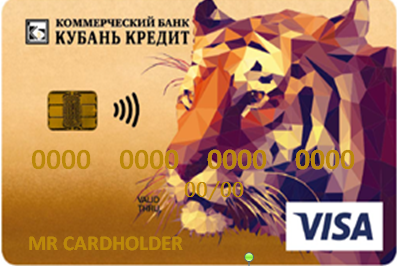 КОММЕРЧЕСКИЙ БАНК
КУБАНЬ КРЕДИТ
0000 0000 0000 0000
VALID
THRU
00/00
MR CARDHOLDER
VISA